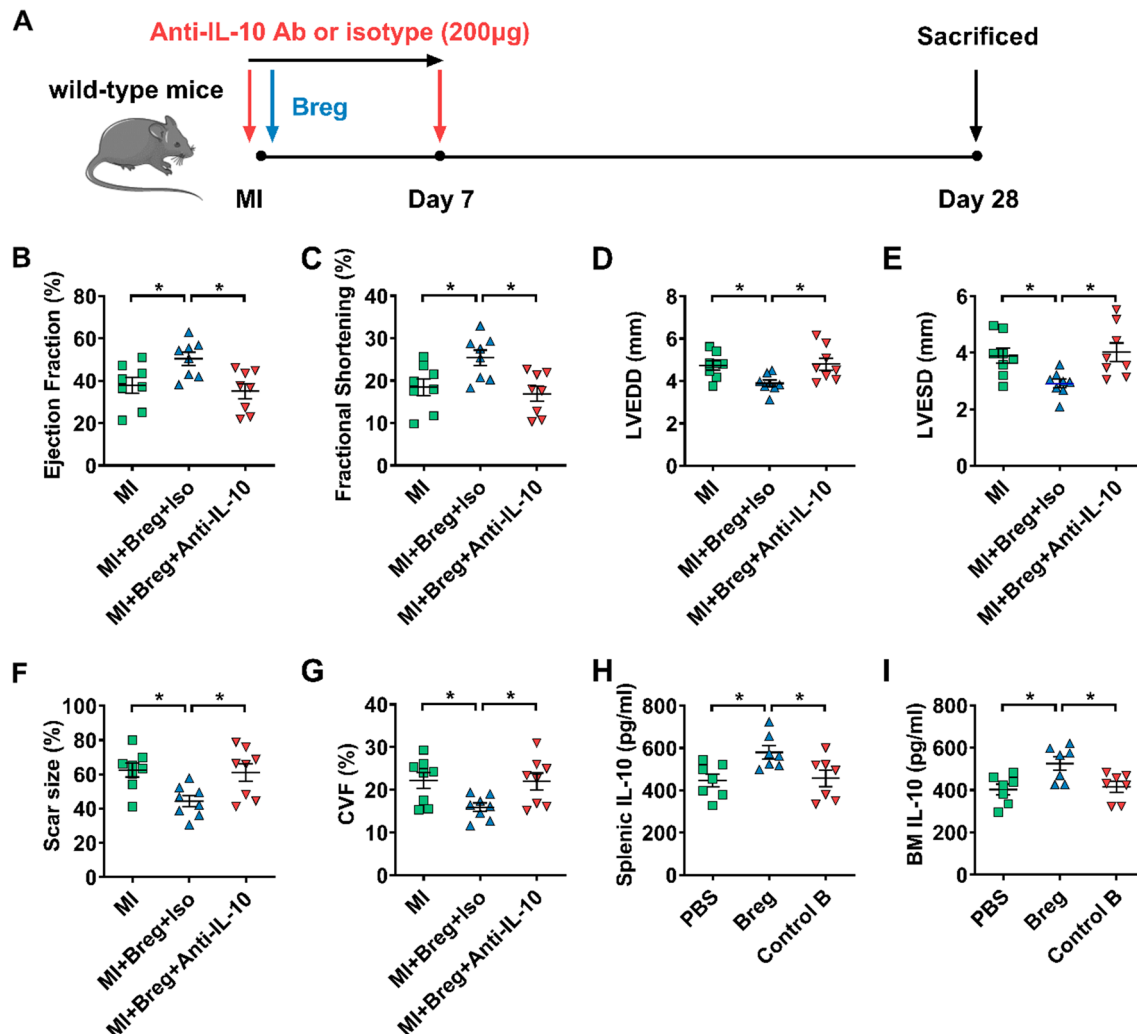 A
Anti-IL-10 Ab or isotype (200μg)
Sacrificed
wild-type mice
Breg
MI
Day 7
Day 28
B
Ejection Fraction (%)
80
60
40
20
0
*
*
MI
MI+Breg+Iso
MI+Breg+Anti-IL-10
C
Fractional Shortening (%)
40
30
20
10
0
*
*
MI
MI+Breg+Iso
MI+Breg+Anti-IL-10
D
LVEDD (mm)
8
6
4
2
0
*
*
MI
MI+Breg+Iso
MI+Breg+Anti-IL-10
E
LVESD (mm)
6
4
2
0
*
*
MI
MI+Breg+Iso
MI+Breg+Anti-IL-10
F
Scar size (%)
100
80
60
40
20
0
*
*
MI
MI+Breg+Iso
MI+Breg+Anti-IL-10
G
CVF (%)
40
30
20
10
0
*
*
MI
MI+Breg+Iso
MI+Breg+Anti-IL-10
H
Splenic IL-10 (pg/ml)
800
600
400
200
0
*
*
PBS
Breg
Control B
I
BM IL-10 (pg/ml)
800
600
400
200
0
*
*
PBS
Breg
Control B